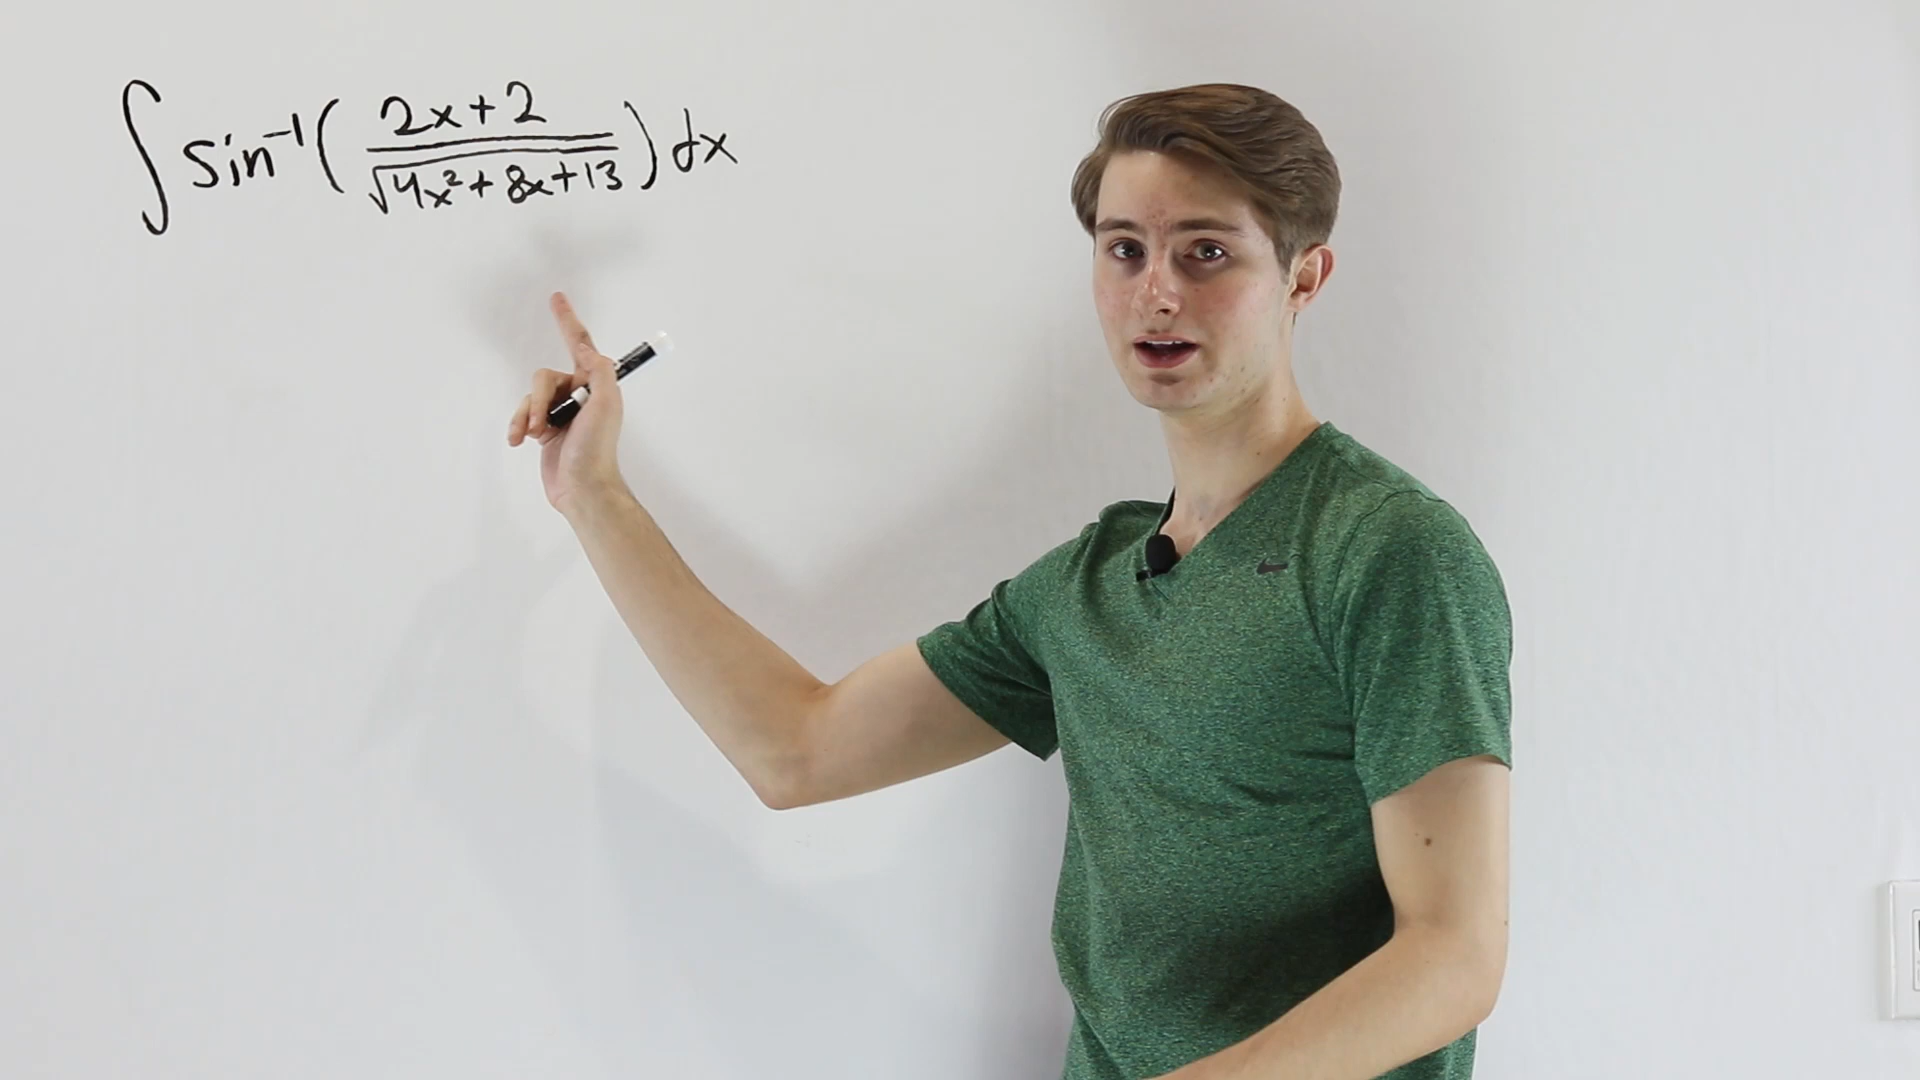 ∫ sin⁻¹( (2x+2) / √(4x²+8x+13) ) dx